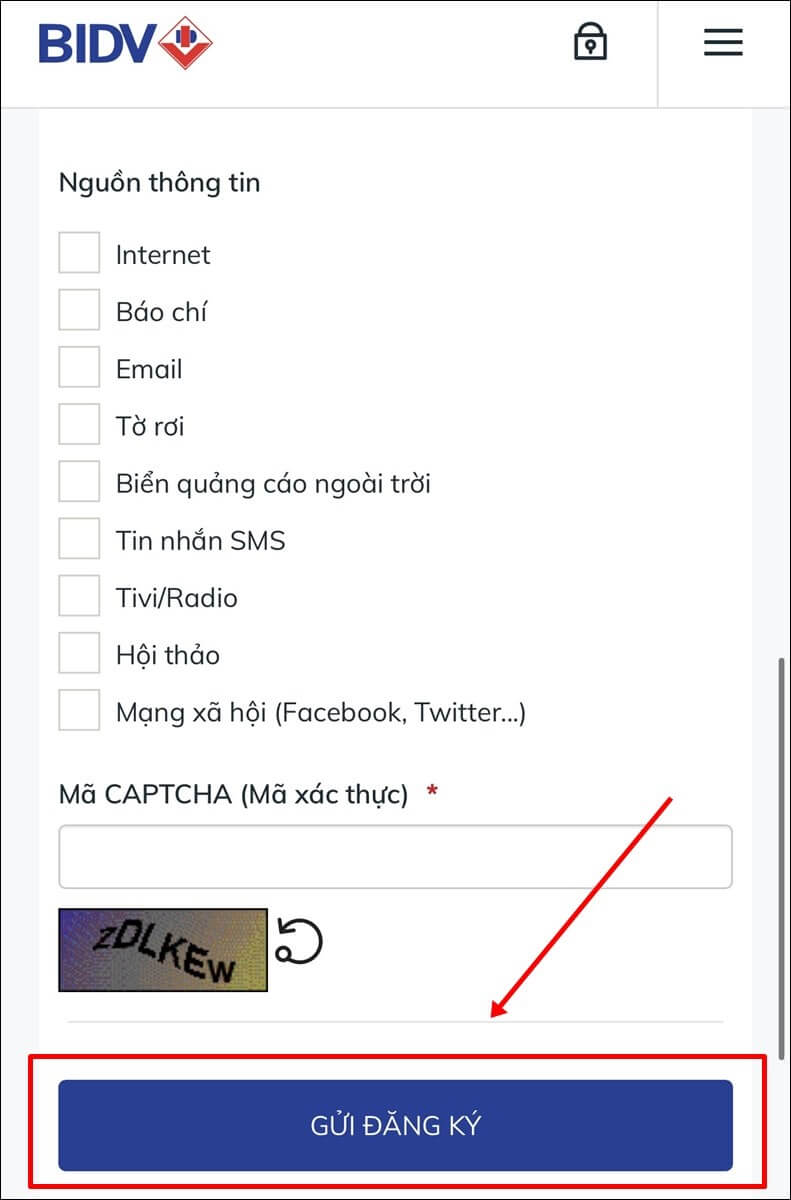 BIDV
Nguồn thông tin
Internet
Báo chí
Email
Tờ rơi
Biển quảng cáo ngoài trời
Tin nhắn SMS
Tivi/Radio
Hội thảo
Mạng xã hội (Facebook, Twitter...)
Mã CAPTCHA (Mã xác thực) *
zDLKEw
GỬI ĐĂNG KÝ